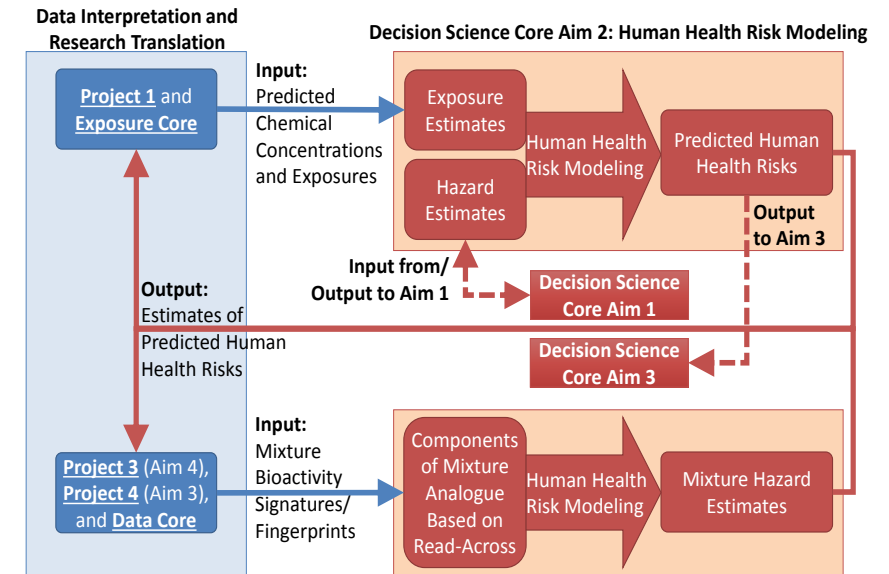 Data Interpretation and
Research Translation
Decision Science Core Aim 2: Human Health Risk Modeling
Project 1 and
Exposure Core
Input:
Predicted
Chemical
Concentrations
and Exposures
Exposure
Estimates
Hazard
Estimates
Human Health
Risk Modeling
Predicted Human
Health Risks
Output
to Aim 3
Input from/
Output to Aim 1
Decision Science
Core Aim 1
Output:
Estimates of
Predicted Human
Health Risks
Decision Science
Core Aim 3
Project 3 (Aim 4),
Project 4 (Aim 3),
and Data Core
Input:
Mixture
Bioactivity
Signatures/
Fingerprints
Components
of Mixture
Analogue
Based on
Read-Across
Human Health
Risk Modeling
Mixture Hazard
Estimates